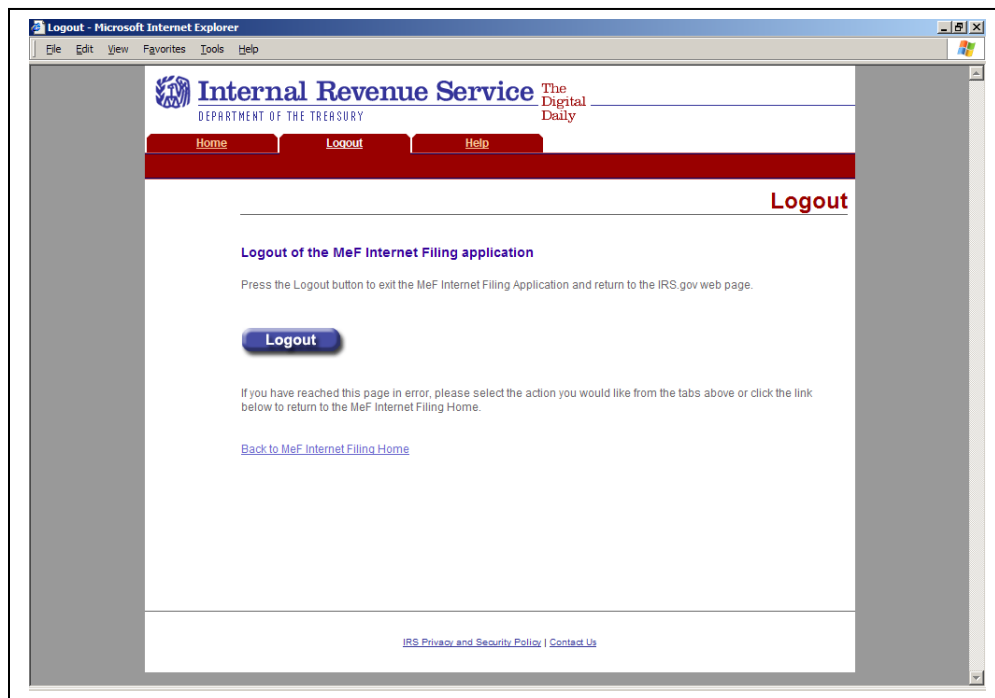 Logout - Microsoft Internet Explorer
File Edit View Favorites Tools Help
Internal Revenue Service
DEPARTMENT OF THE TREASURY
The
Digital
Daily
Home Logout Help
Logout
Logout of the MeF Internet Filing application
Press the Logout button to exit the MeF Internet Filing Application and return to the IRS.gov web page.
Logout
If you have reached this page in error, please select the action you would like from the tabs above or click the link
below to return to the MeF Internet Filing Home.
Back to MeF Internet Filing Home
IRS Privacy and Security Policy | Contact Us